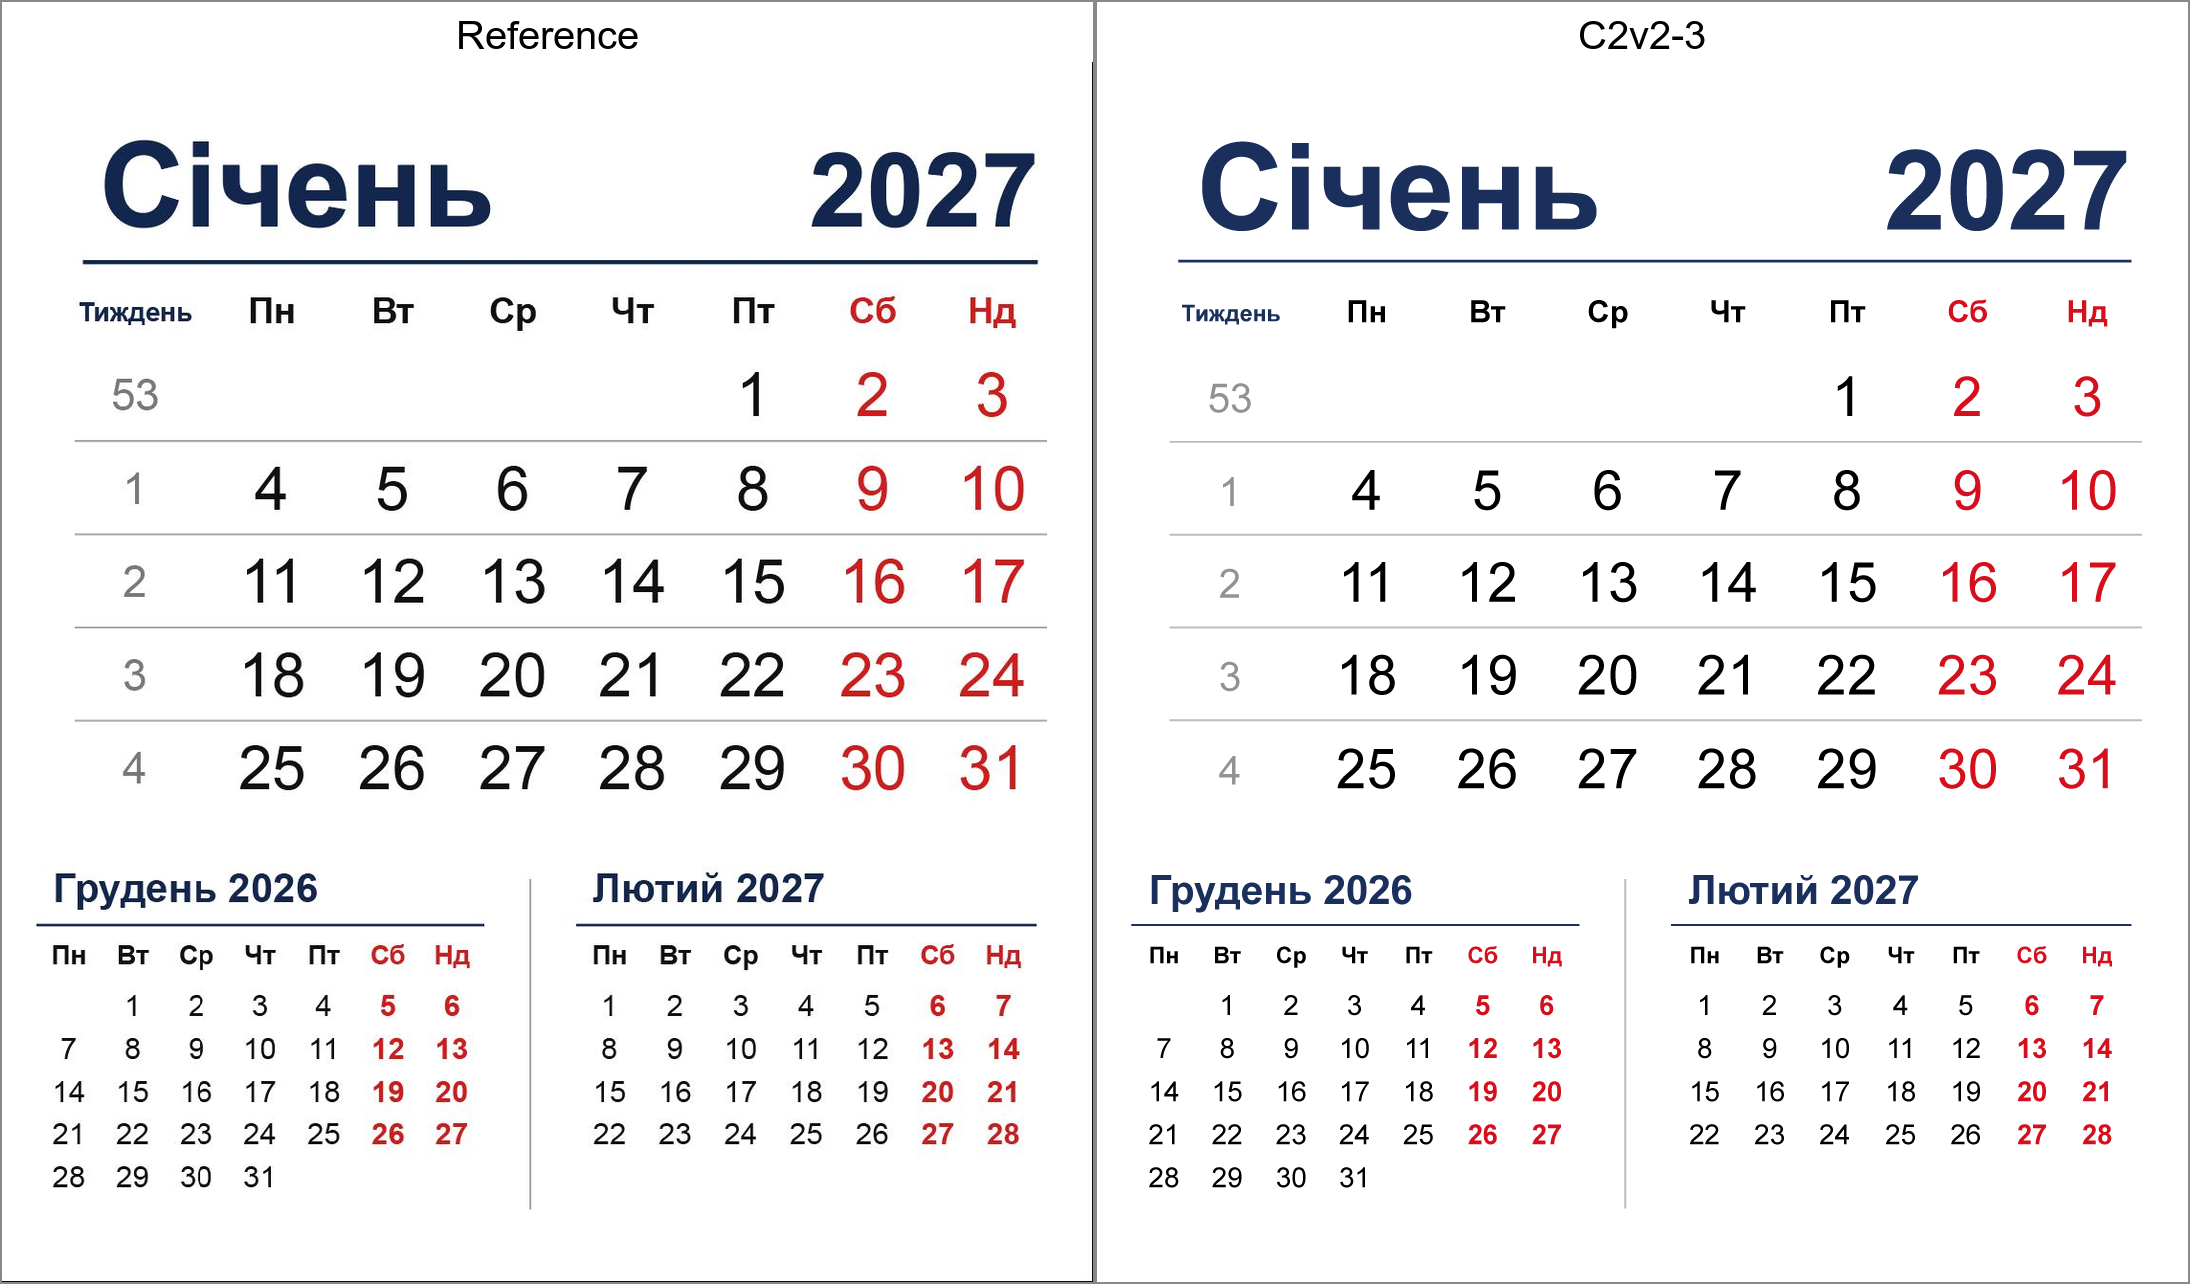 Reference
Січень 2027
Тиждень Пн Вт Ср Чт Пт Сб Нд
53 1 2 3
1 4 5 6 7 8 9 10
2 11 12 13 14 15 16 17
3 18 19 20 21 22 23 24
4 25 26 27 28 29 30 31
Грудень 2026
Пн Вт Ср Чт Пт Сб Нд
1 2 3 4 5 6
7 8 9 10 11 12 13
14 15 16 17 18 19 20
21 22 23 24 25 26 27
28 29 30 31
Лютий 2027
Пн Вт Ср Чт Пт Сб Нд
1 2 3 4 5 6 7
8 9 10 11 12 13 14
15 16 17 18 19 20 21
22 23 24 25 26 27 28
C2v2-3
Січень 2027
Тиждень Пн Вт Ср Чт Пт Сб Нд
53 1 2 3
1 4 5 6 7 8 9 10
2 11 12 13 14 15 16 17
3 18 19 20 21 22 23 24
4 25 26 27 28 29 30 31
Грудень 2026
Пн Вт Ср Чт Пт Сб Нд
1 2 3 4 5 6
7 8 9 10 11 12 13
14 15 16 17 18 19 20
21 22 23 24 25 26 27
28 29 30 31
Лютий 2027
Пн Вт Ср Чт Пт Сб Нд
1 2 3 4 5 6 7
8 9 10 11 12 13 14
15 16 17 18 19 20 21
22 23 24 25 26 27 28